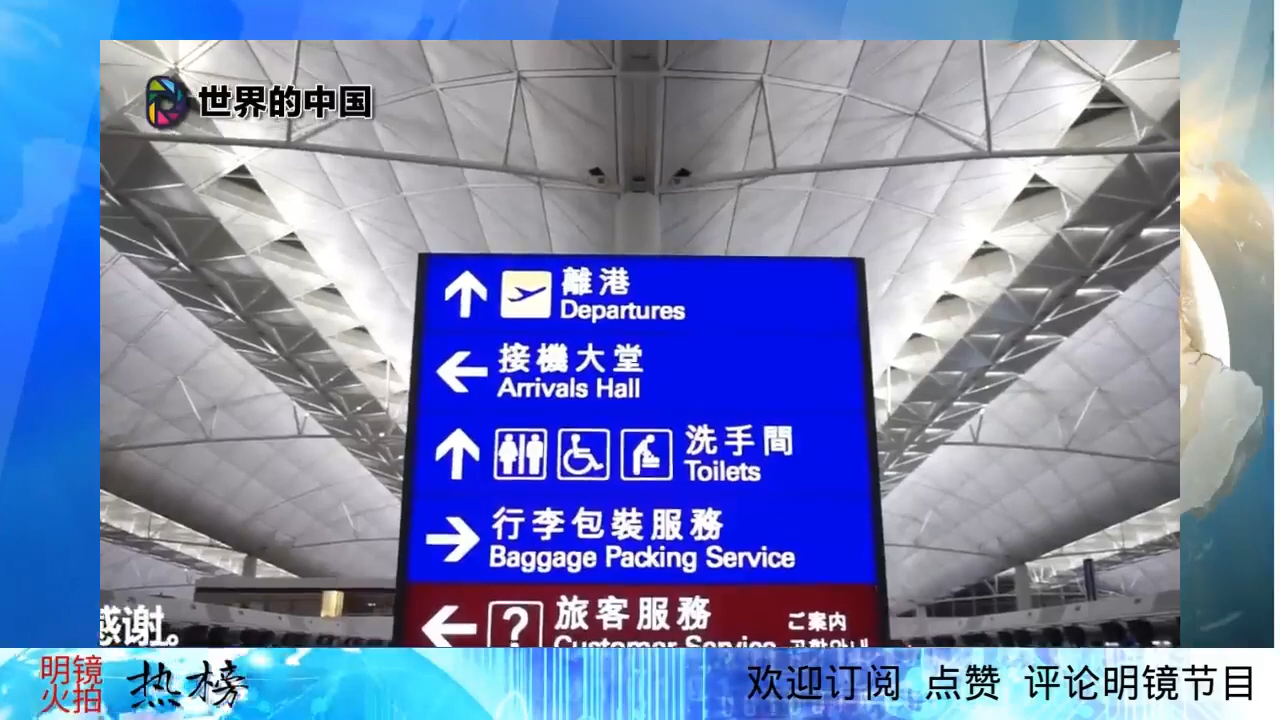 世界的中国
離港
Departures
接機大堂
Arrivals Hall
洗手間
Toilets
行李包裝服務
Baggage Packing Service
旅客服務
Customer Service
ご案内
感谢。
明镜
火拍
热榜
欢迎订阅 点赞 评论明镜节目